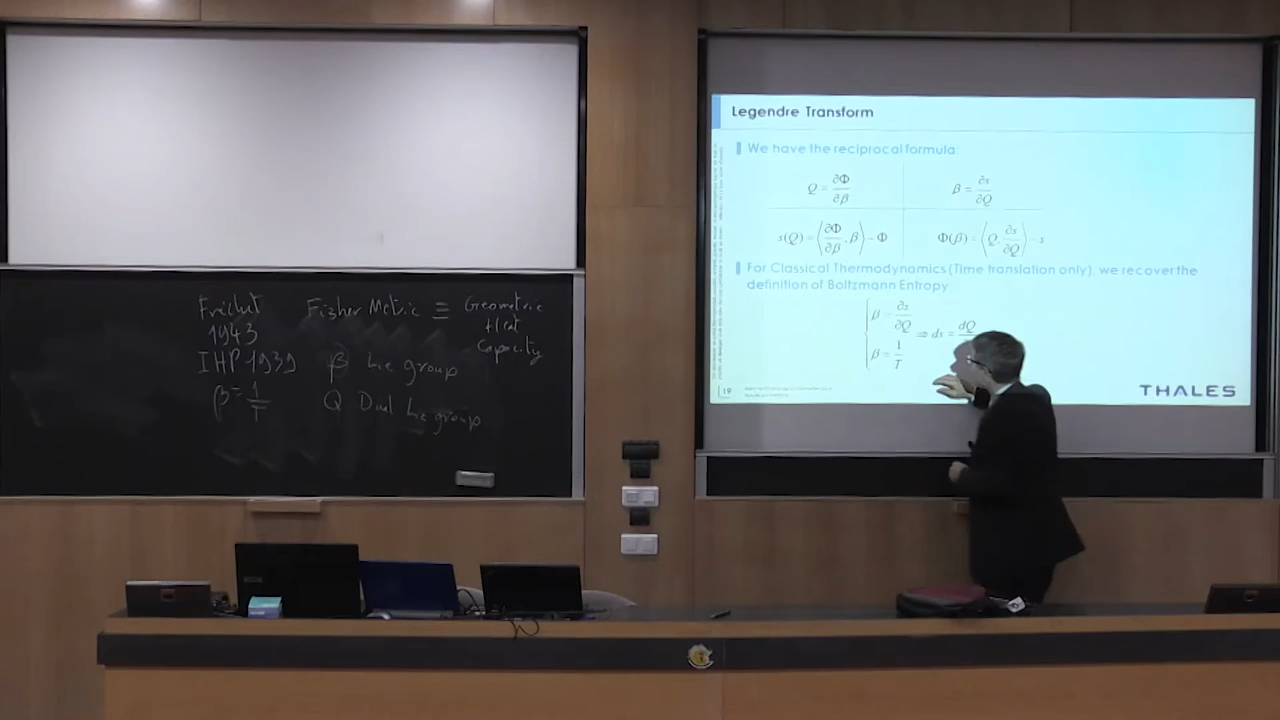 Fréchet
1943
IHP 1939
β = 1/T
Fisher Metric ≡ Geometric
Heat
Capacity
β Lie group
Q Dual Lie group
Legendre Transform
We have the reciprocal formula:
Q = ∂Φ/∂β
β = ∂s/∂Q
s(Q) = ⟨∂Φ/∂β, β⟩ − Φ
Φ(β) = ⟨Q, ∂s/∂Q⟩ − s
For Classical Thermodynamics (Time translation only), we recover the
definition of Boltzmann Entropy
β = ∂s/∂Q
β = 1/T
⇒ ds = dQ
19
THALES